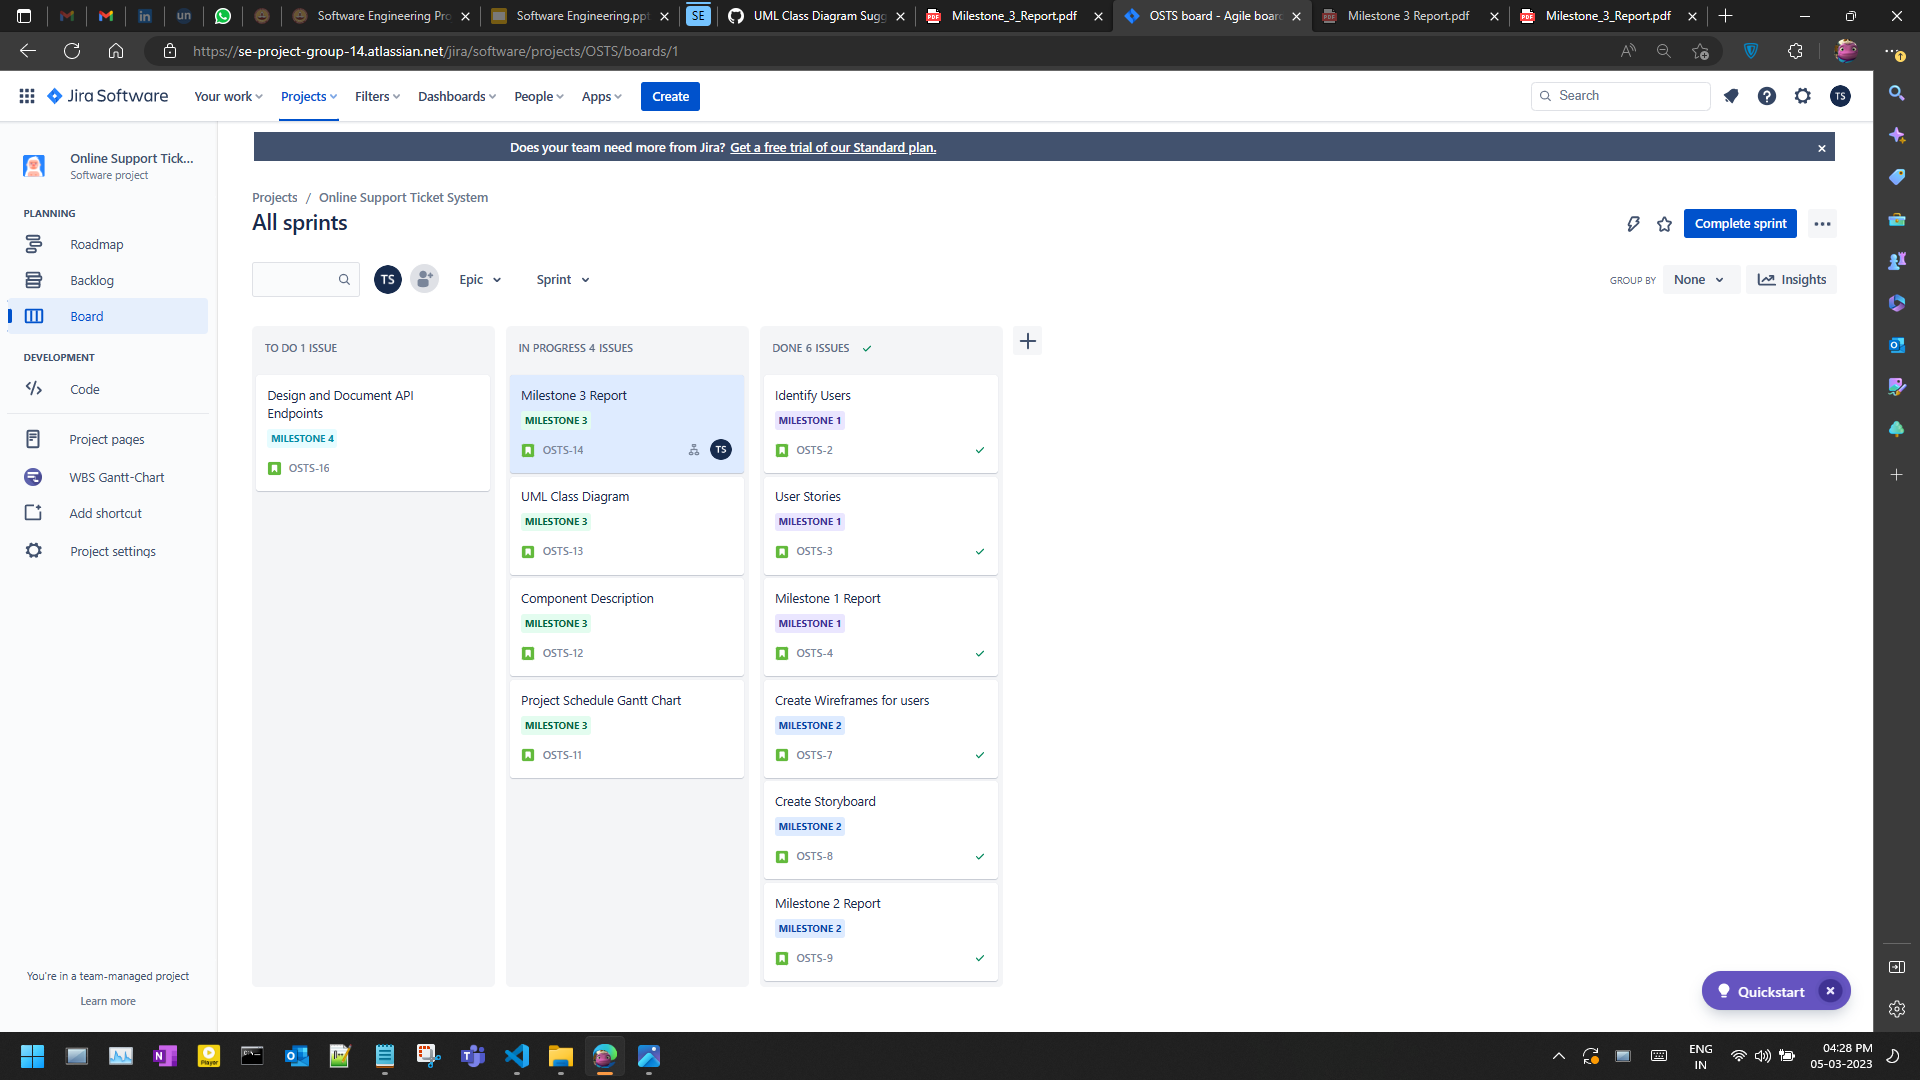 un
Software Engineering Pro
Software Engineering.ppt
SE
UML Class Diagram Sugg
Milestone_3_Report.pdf
OSTS board - Agile board
Milestone 3 Report.pdf
Milestone_3_Report.pdf
https://se-project-group-14.atlassian.net/jira/software/projects/OSTS/boards/1
Jira Software
Your work
Projects
Filters
Dashboards
People
Apps
Create
Search
TS
Online Support Tick...
Software project
PLANNING
Roadmap
Backlog
Board
DEVELOPMENT
Code
Project pages
WBS Gantt-Chart
Add shortcut
Project settings
You're in a team-managed project
Learn more
Does your team need more from Jira? Get a free trial of our Standard plan.
Projects / Online Support Ticket System
All sprints
Complete sprint
TS
Epic
Sprint
GROUP BY
None
Insights
TO DO 1 ISSUE
Design and Document API
Endpoints
MILESTONE 4
OSTS-16
IN PROGRESS 4 ISSUES
Milestone 3 Report
MILESTONE 3
OSTS-14
TS
UML Class Diagram
MILESTONE 3
OSTS-13
Component Description
MILESTONE 3
OSTS-12
Project Schedule Gantt Chart
MILESTONE 3
OSTS-11
DONE 6 ISSUES
Identify Users
MILESTONE 1
OSTS-2
User Stories
MILESTONE 1
OSTS-3
Milestone 1 Report
MILESTONE 1
OSTS-4
Create Wireframes for users
MILESTONE 2
OSTS-7
Create Storyboard
MILESTONE 2
OSTS-8
Milestone 2 Report
MILESTONE 2
OSTS-9
Quickstart
ENG
IN
04:28 PM
05-03-2023